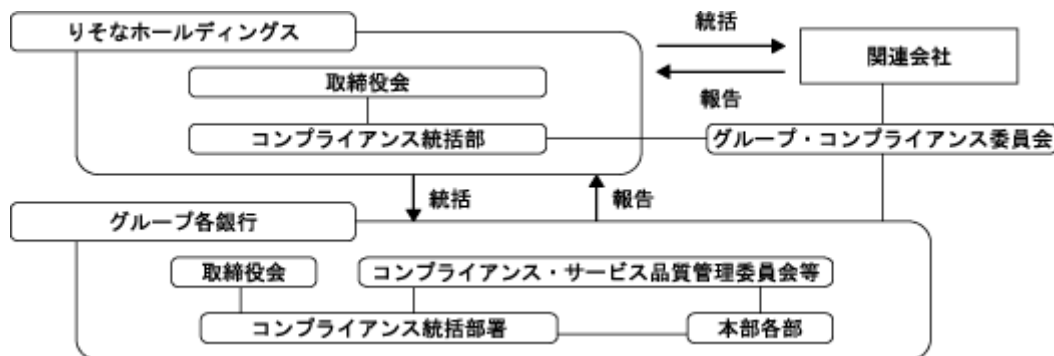 りそなホールディングス
統括
関連会社
取締役会
報告
コンプライアンス統括部
グループ・コンプライアンス委員会
統括
報告
グループ各銀行
取締役会
コンプライアンス・サービス品質管理委員会等
コンプライアンス統括部署
本部各部